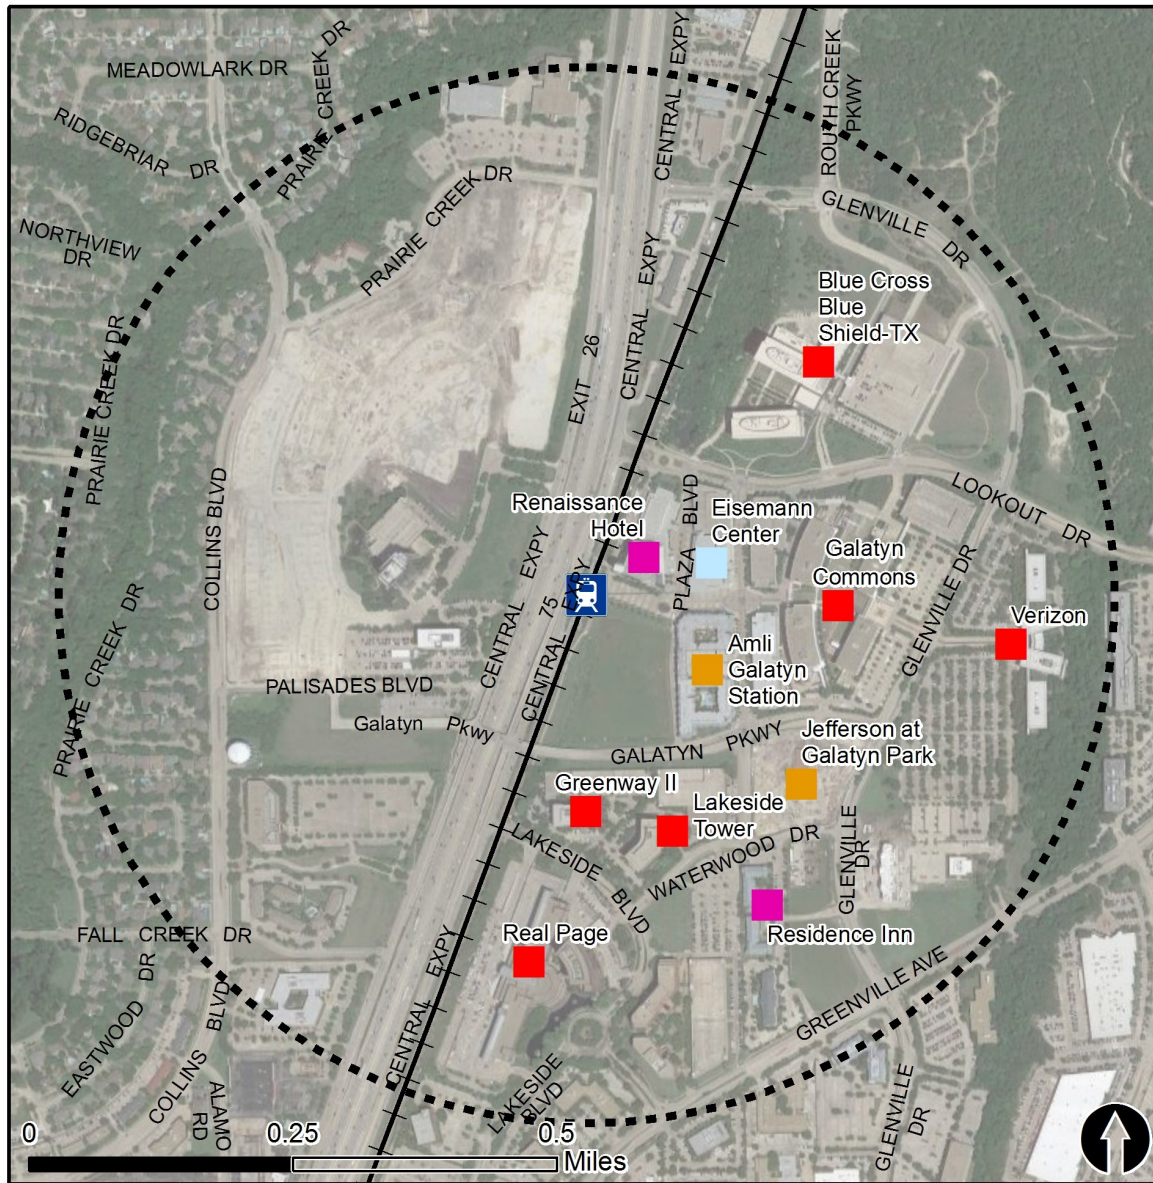 MEADOWLARK DR
PRAIRIE CREEK DR
RIDGEBRIAR DR
NORTHVIEW
DR
PRAIRIE CREEK DR
CENTRAL EXPY
CENTRAL EXPY
ROUTH CREEK
PKWY
GLENVILLE DR
Blue Cross
Blue
Shield-TX
PRAIRIE CREEK DR
EXIT 26
CENTRAL EXPY
COLLINS BLVD
Renaissance
Hotel
PLAZA BLVD
Eisemann
Center
LOOKOUT DR
Galatyn
Commons
GLENVILLE DR
Verizon
CENTRAL EXPY
75
CENTRAL EXPY
PRAIRIE CREEK DR
PALISADES BLVD
Galatyn Pkwy
Amli
Galatyn
Station
GALATYN PKWY
Jefferson at
Galatyn Park
Greenway II
Lakeside
Tower
LAKESIDE BLVD
WATERWOOD DR
GLENVILLE
DR
Residence Inn
Real Page
FALL CREEK DR
EASTWOOD DR
COLLINS BLVD
ALAMO
RD
CENTRAL EXPY
GREENVILLE AVE
LAKESIDE
BLVD
GLENVILLE
DR
0 0.25 0.5
Miles